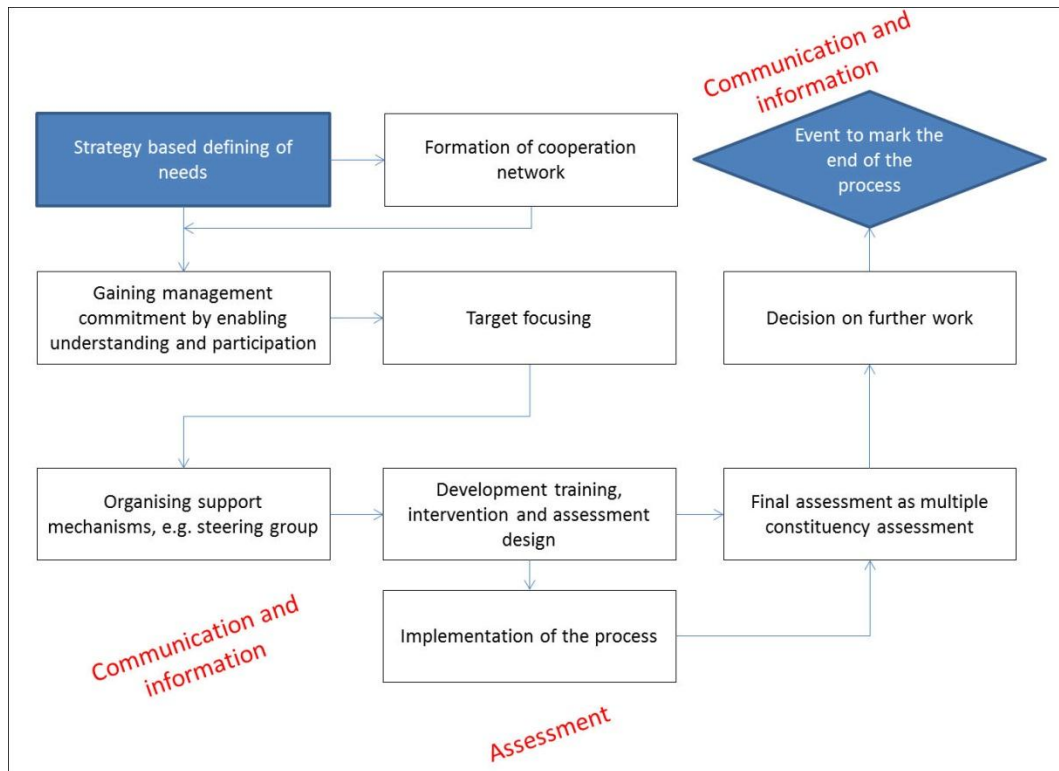 Communication and
information
Strategy based defining of
needs
Formation of cooperation
network
Event to mark the
end of the
process
Gaining management
commitment by enabling
understanding and participation
Target focusing
Decision on further work
Organising support
mechanisms, e.g. steering group
Development training,
intervention and assessment
design
Final assessment as multiple
constituency assessment
Implementation of the process
Communication and
information
Assessment